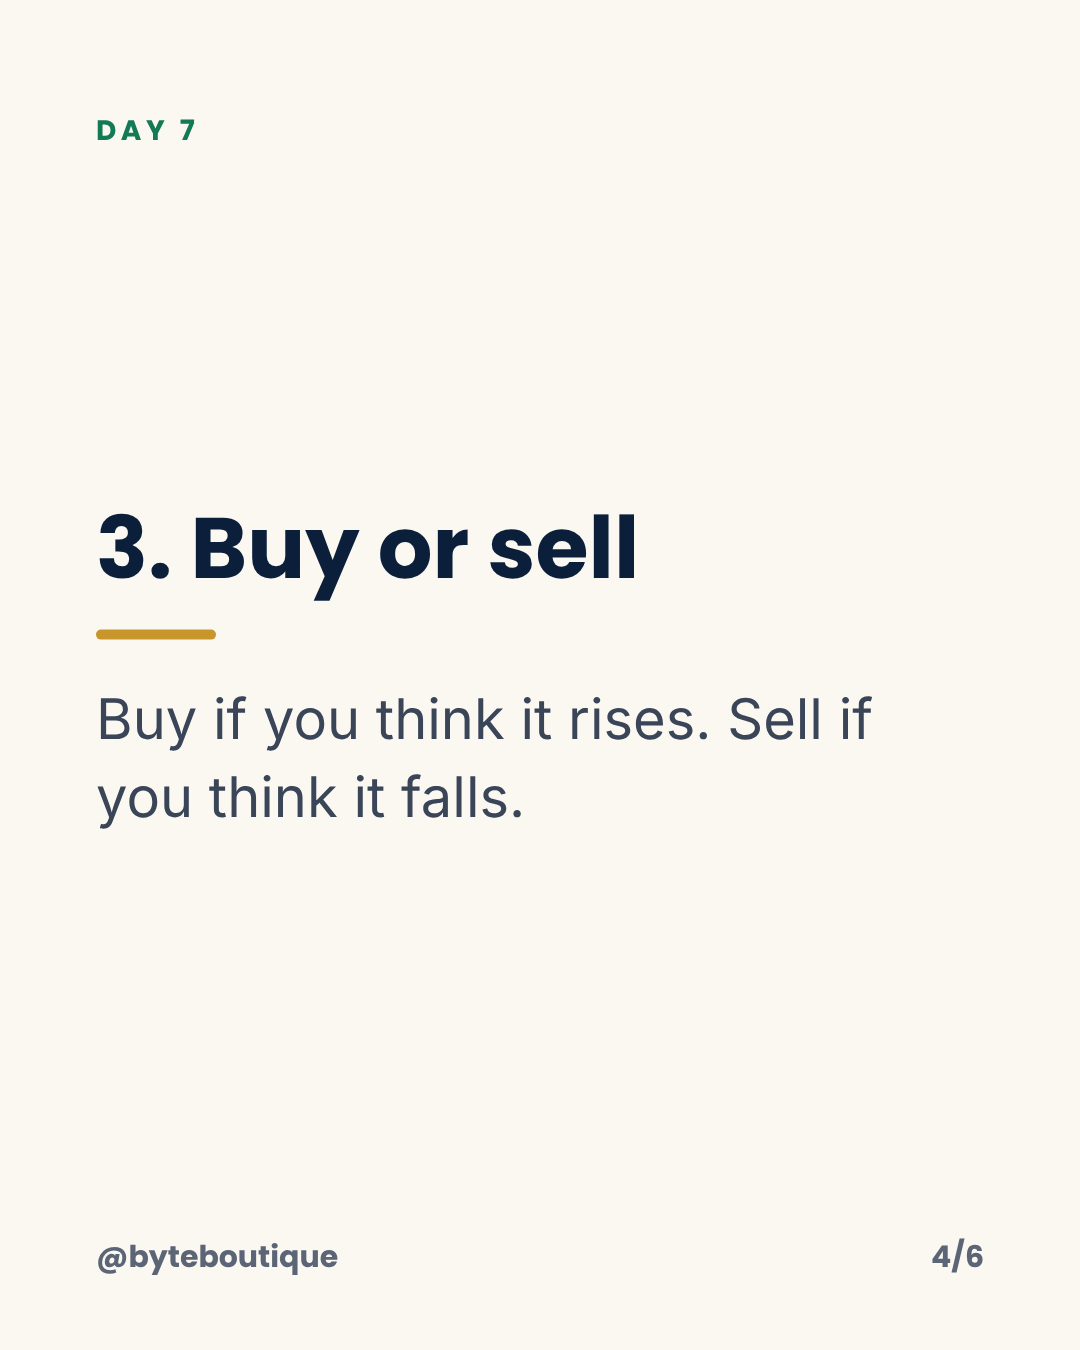 DAY 7
3. Buy or sell
Buy if you think it rises. Sell if
you think it falls.
@byteboutique
4/6